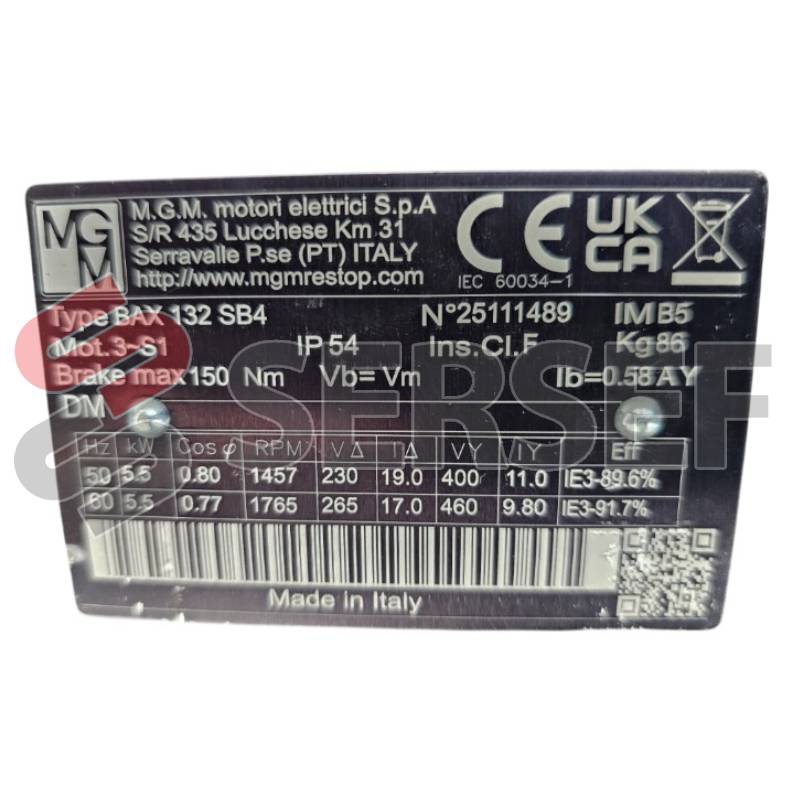 MGM
M.G.M. motori elettrici S.p.A
S/R 435 Lucchese Km 31
Serravalle P.se (PT) ITALY
http://www.mgmrestop.com
CE
IEC 60034-1
UK
CA
Type BAX 132 SB4 N°25111489 IM B5
Mot.3~S1 IP 54 Ins.Cl.F Kg 86
Brake max 150 Nm Vb= Vm Ib=0.58 A Y
DM
SERSEF
Hz kW Cos φ RPM V Δ I Δ V Y I Y Eff
50 5.5 0.80 1457 230 19.0 400 11.0 IE3-89.6%
60 5.5 0.77 1765 265 17.0 460 9.80 IE3-91.7%
Made in Italy